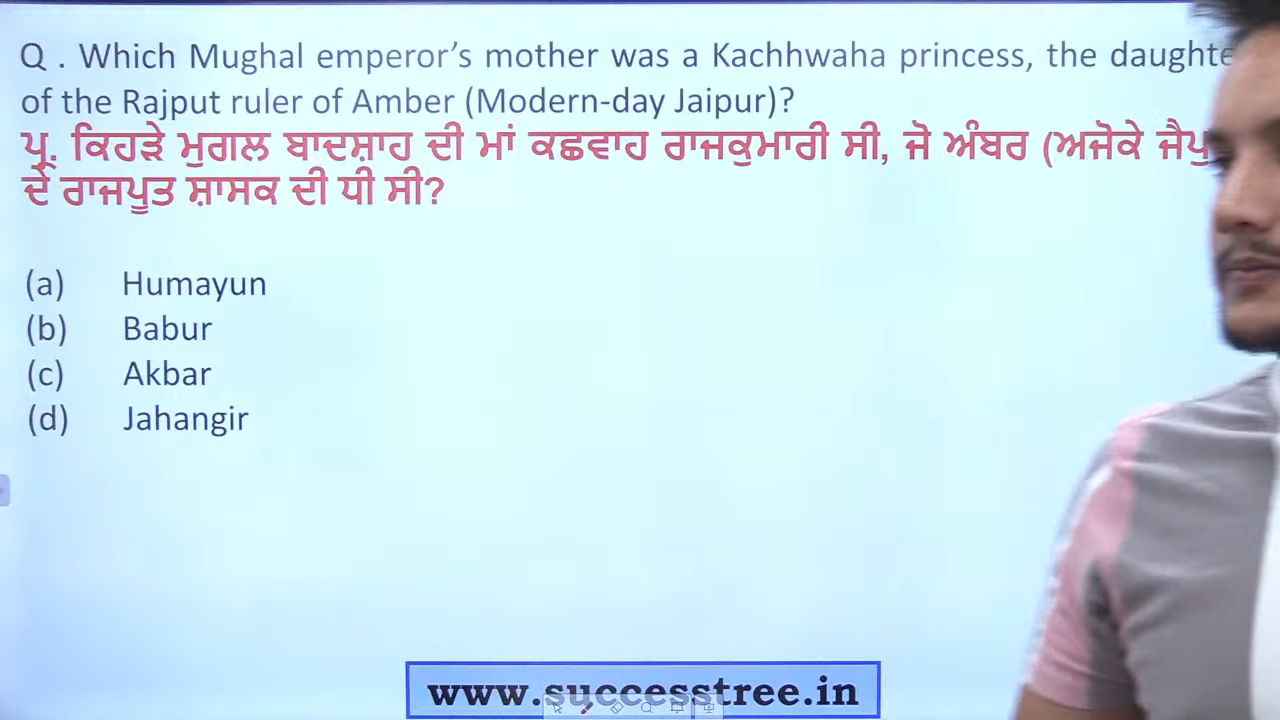 Q . Which Mughal emperor’s mother was a Kachhwaha princess, the
of the Rajput ruler of Amber (Modern-day Jaipur)?
ਪ੍ਰ. ਕਿਹੜੇ ਮੁਗਲ ਬਾਦਸ਼ਾਹ ਦੀ ਮਾਂ ਕਛਵਾਹ ਰਾਜਕੁਮਾਰੀ ਸੀ, ਜੋ ਅੰਬਰ (ਅਜੋਕੇ
ਦੇ ਰਾਜਪੂਤ ਸ਼ਾਸਕ ਦੀ ਧੀ ਸੀ?
(a) Humayun
(b) Babur
(c) Akbar
(d) Jahangir
www.successtree.in